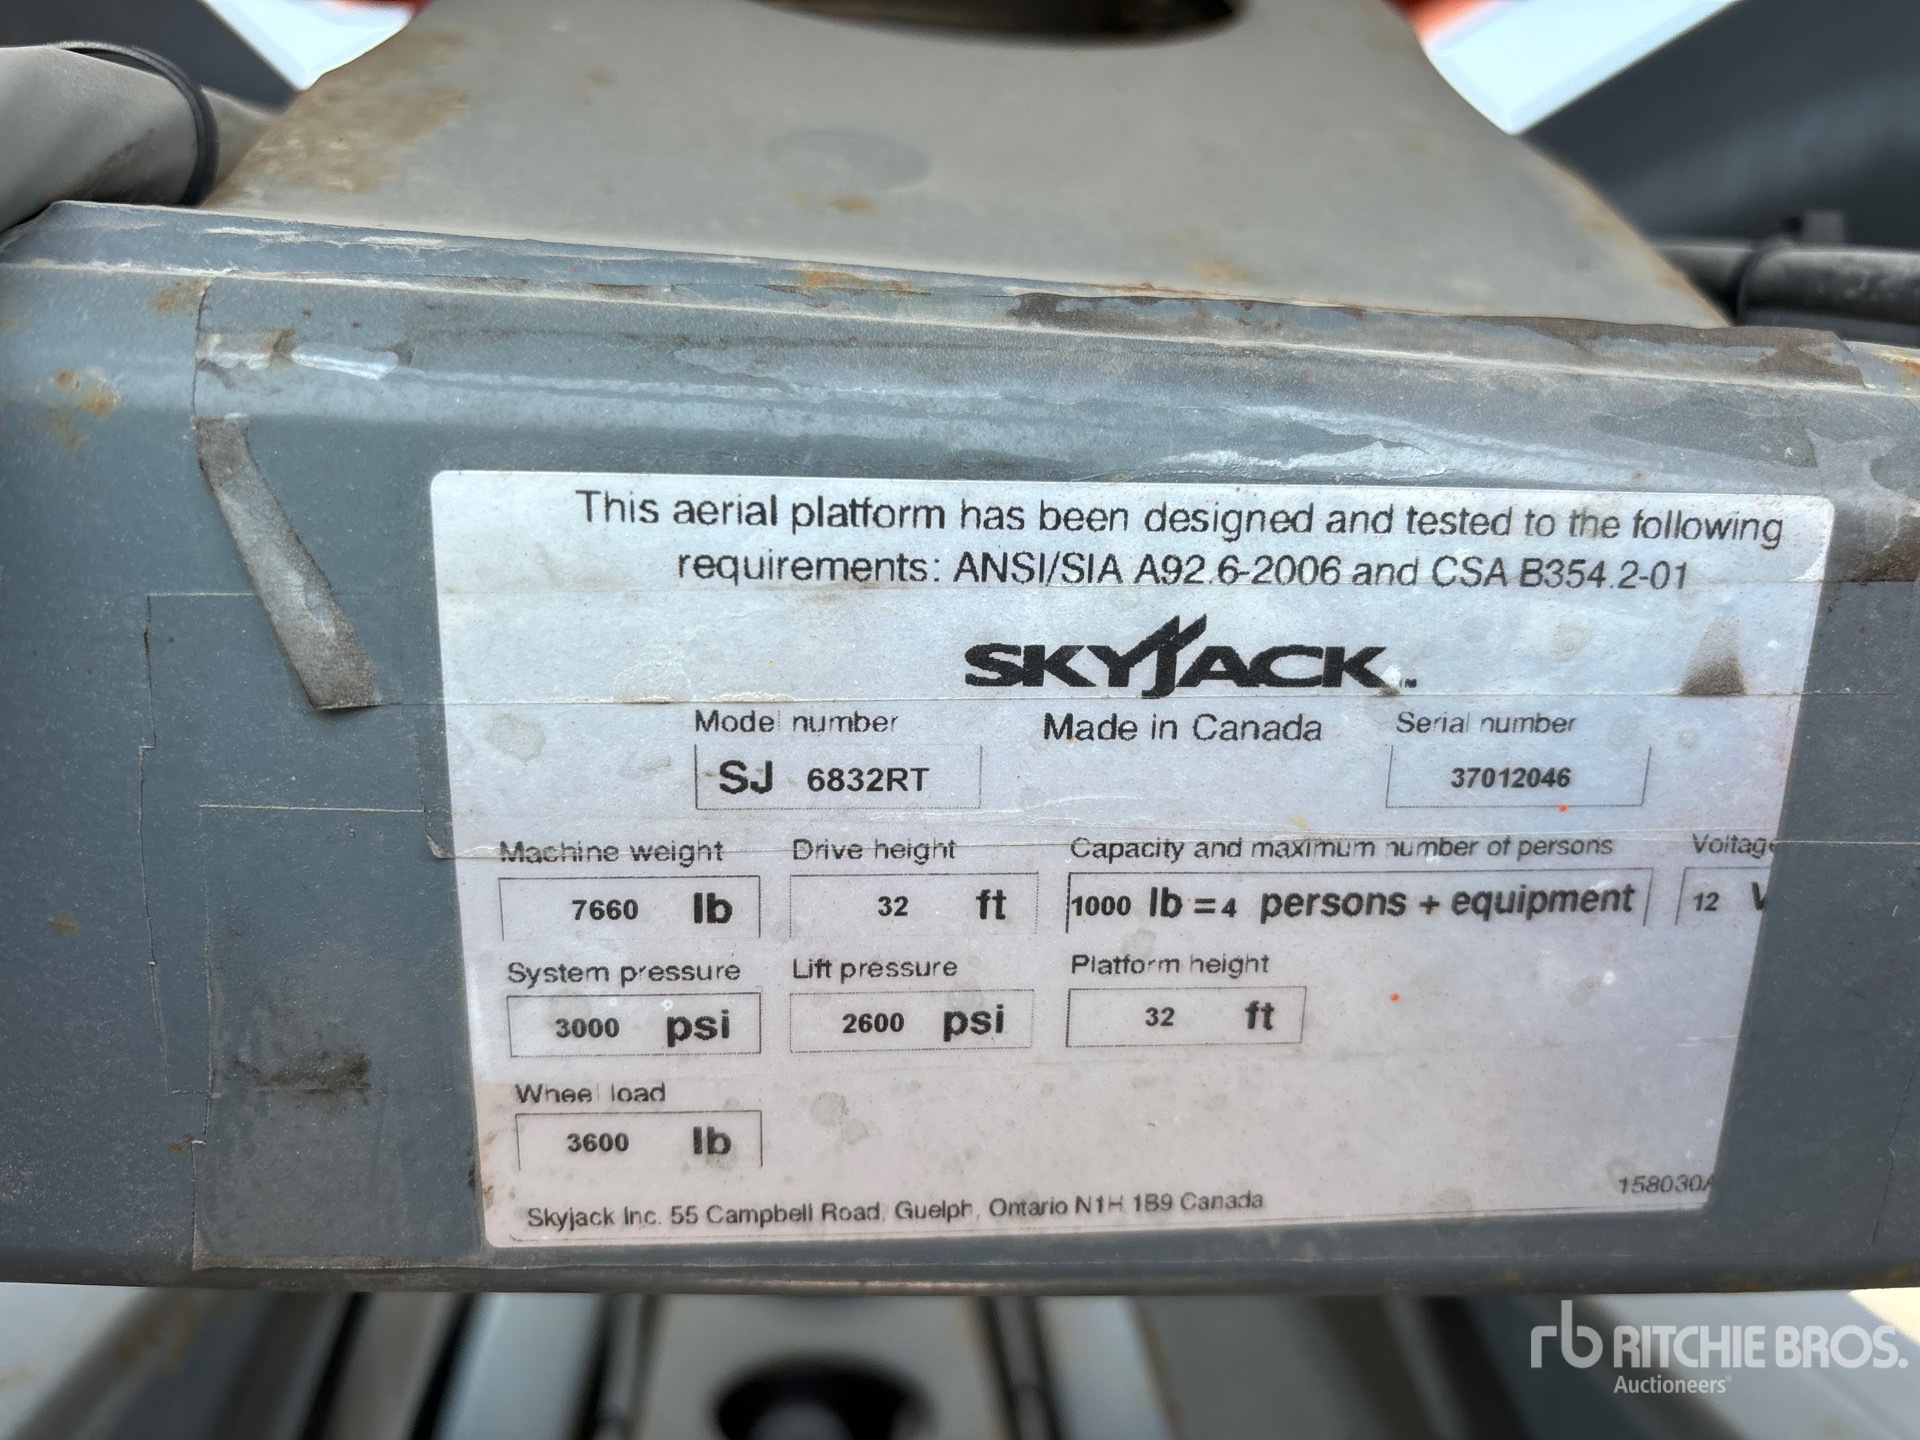 This aerial platform has been designed and tested to the following
requirements: ANSI/SIA A92.6-2006 and CSA B354.2-01
SKYJACK™
Model number Made in Canada Serial number
SJ 6832RT 37012046
Machine weight Drive height Capacity and maximum number of persons Voltage
7660 lb 32 ft 1000 lb = 4 persons + equipment 12 V
System pressure Lift pressure Platform height
3000 psi 2600 psi 32 ft
Wheel load
3600 lb
158030A
Skyjack Inc. 55 Campbell Road, Guelph, Ontario N1H 1B9 Canada
rb RITCHIE BROS.
Auctioneers